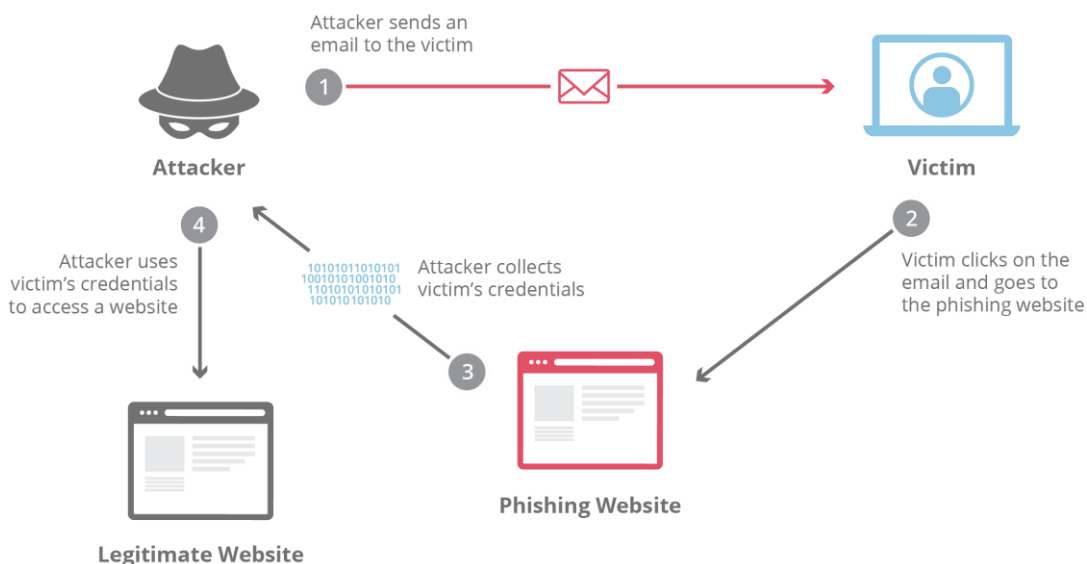 Attacker sends an
email to the victim
1
Attacker
Victim
4
2
Attacker uses
victim's credentials
to access a website
10101011010101
10010101001010
11010101010101
101010101010
Attacker collects
victim's credentials
Victim clicks on the
email and goes to
the phishing website
3
Phishing Website
Legitimate Website